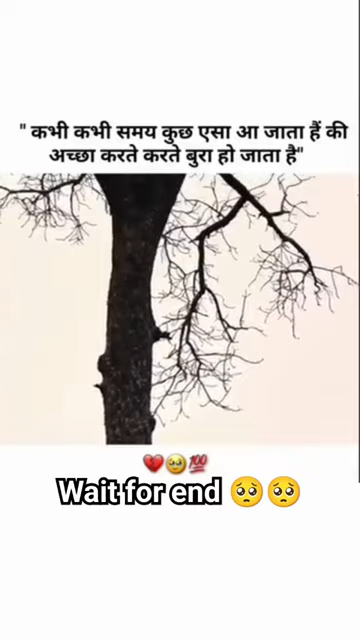 " कभी कभी समय कुछ एसा आ जाता हैं की
अच्छा करते करते बुरा हो जाता है"
💔🥹💯
Wait for end 🥺🥺